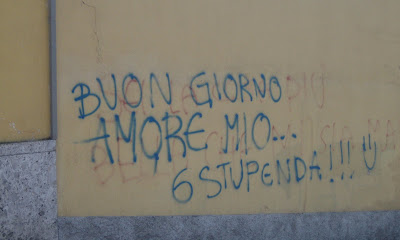 BUON GIORNO
AMORE MIO...
6 STUPENDA!!! :)